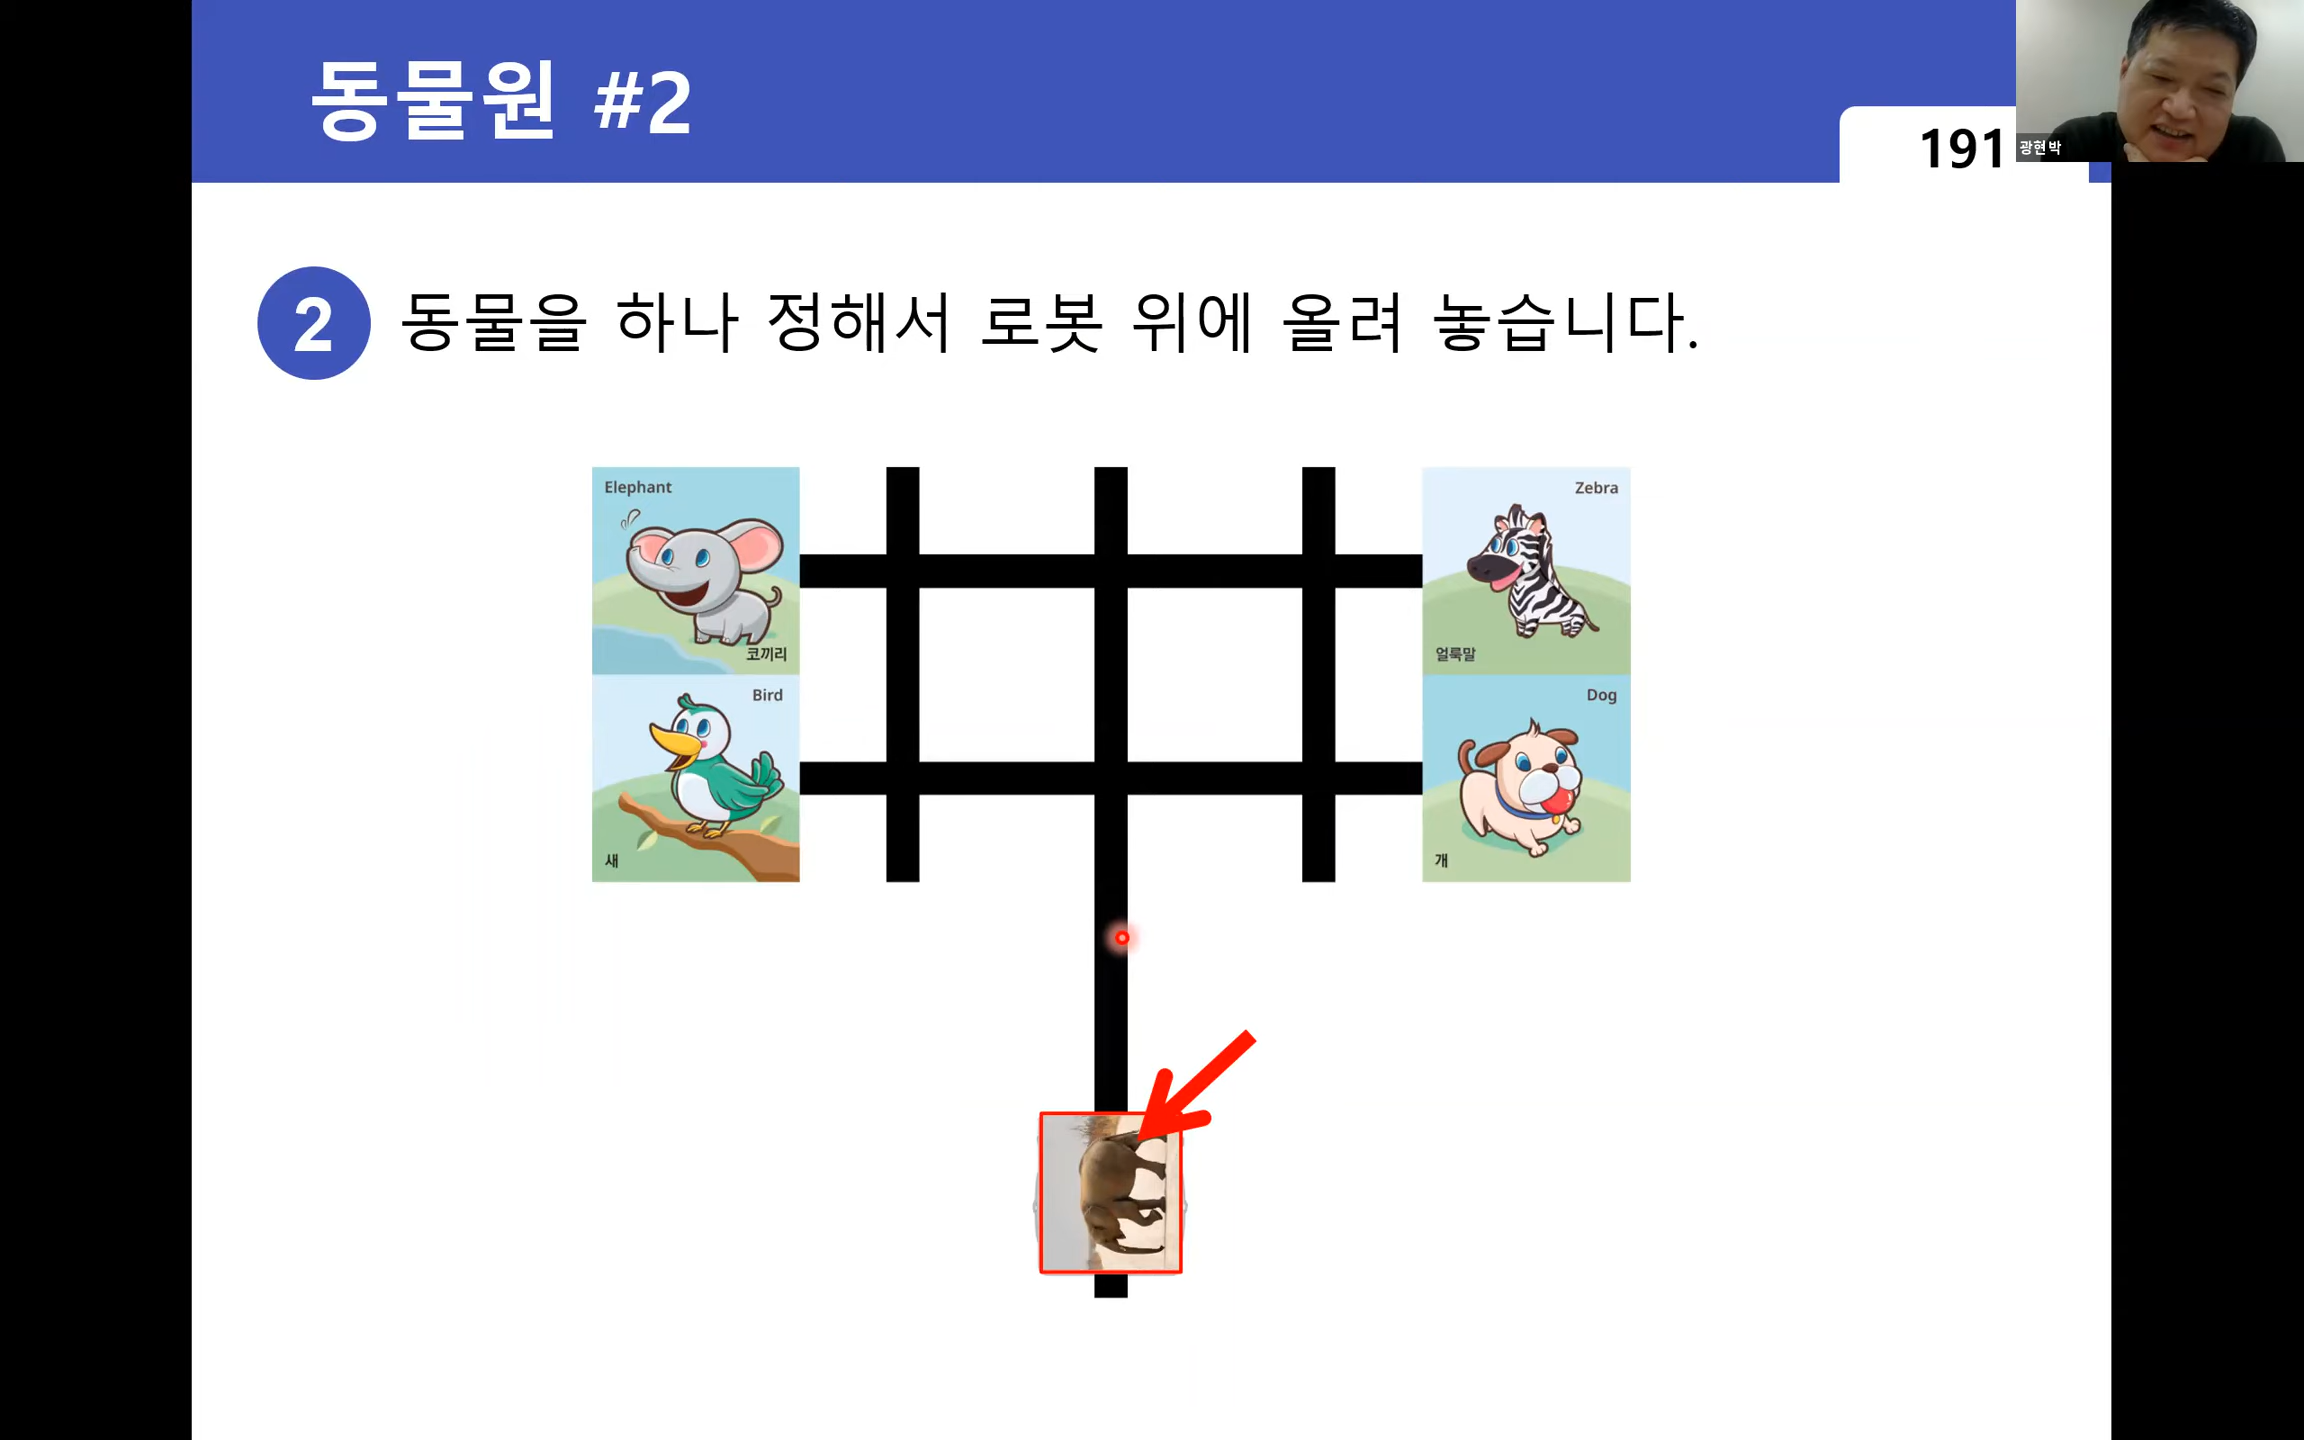 동물원 #2
191
광현박
2 동물을 하나 정해서 로봇 위에 올려 놓습니다.
Elephant
코끼리
Zebra
얼룩말
Bird
새
Dog
개